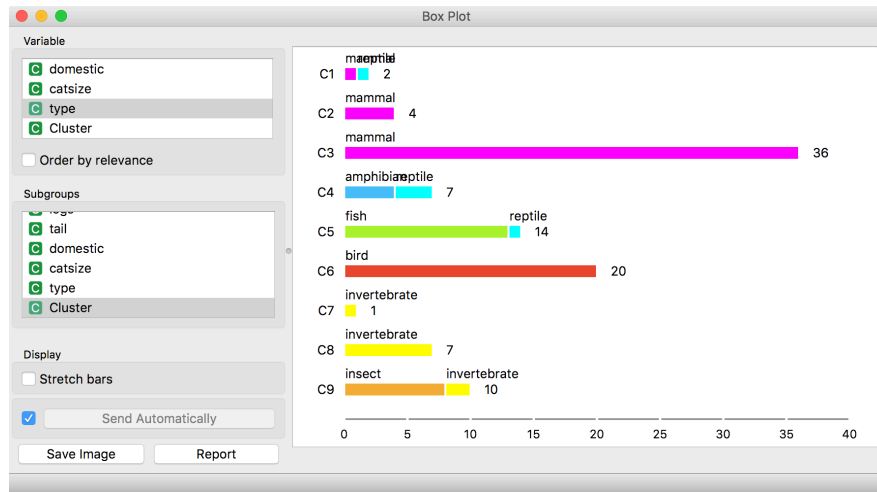 Box Plot
Variable
C domestic
C catsize
C type
C Cluster
Order by relevance
Subgroups
C tail
C domestic
C catsize
C type
C Cluster
Display
Stretch bars
Send Automatically
Save Image Report
mammal reptile
C1 2
mammal
C2 4
mammal
C3 36
amphibian reptile
C4 7
fish reptile
C5 14
bird
C6 20
invertebrate
C7 1
invertebrate
C8 7
insect invertebrate
C9 10
0 5 10 15 20 25 30 35 40